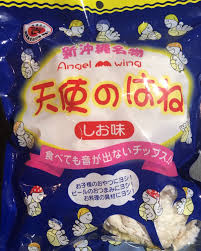 新沖縄名物
Angel wing
天使のはね
しお味
食べても音が出ないチップス!
お子様のおやつにヨシ!
ビールのおつまみにヨシ!
お料理の具材にヨシ!